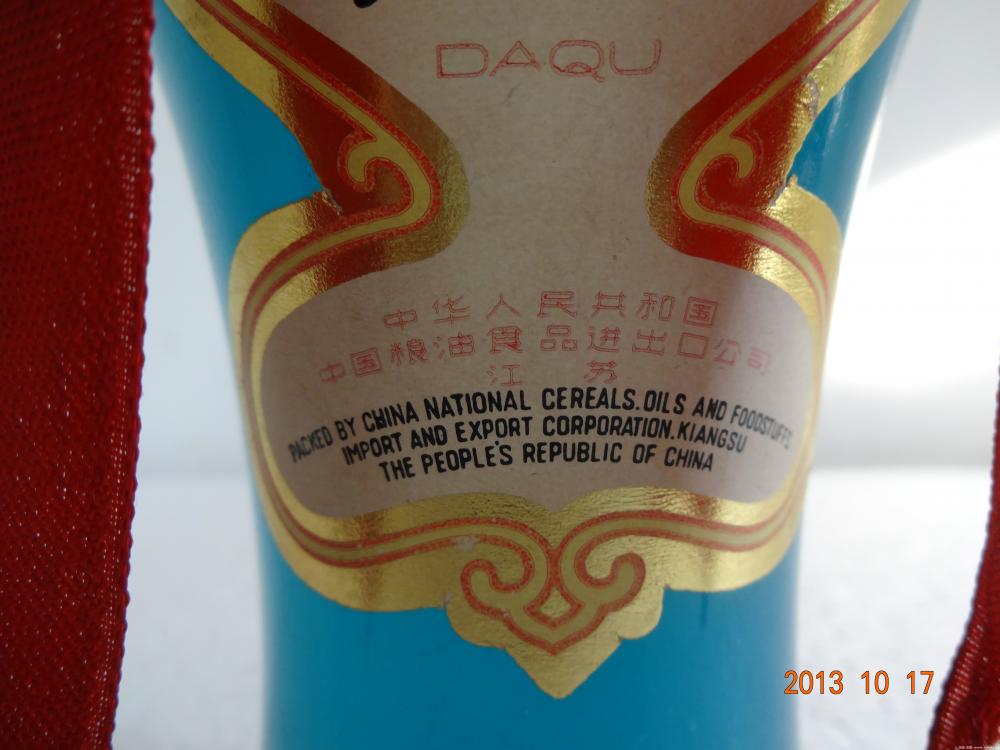 DAQU
中华人民共和国
中国粮油食品进出口公司
江苏
PACKED BY CHINA NATIONAL CEREALS.OILS AND FOODSTUFFS
IMPORT AND EXPORT CORPORATION.KIANGSU
THE PEOPLE'S REPUBLIC OF CHINA
2013 10 17